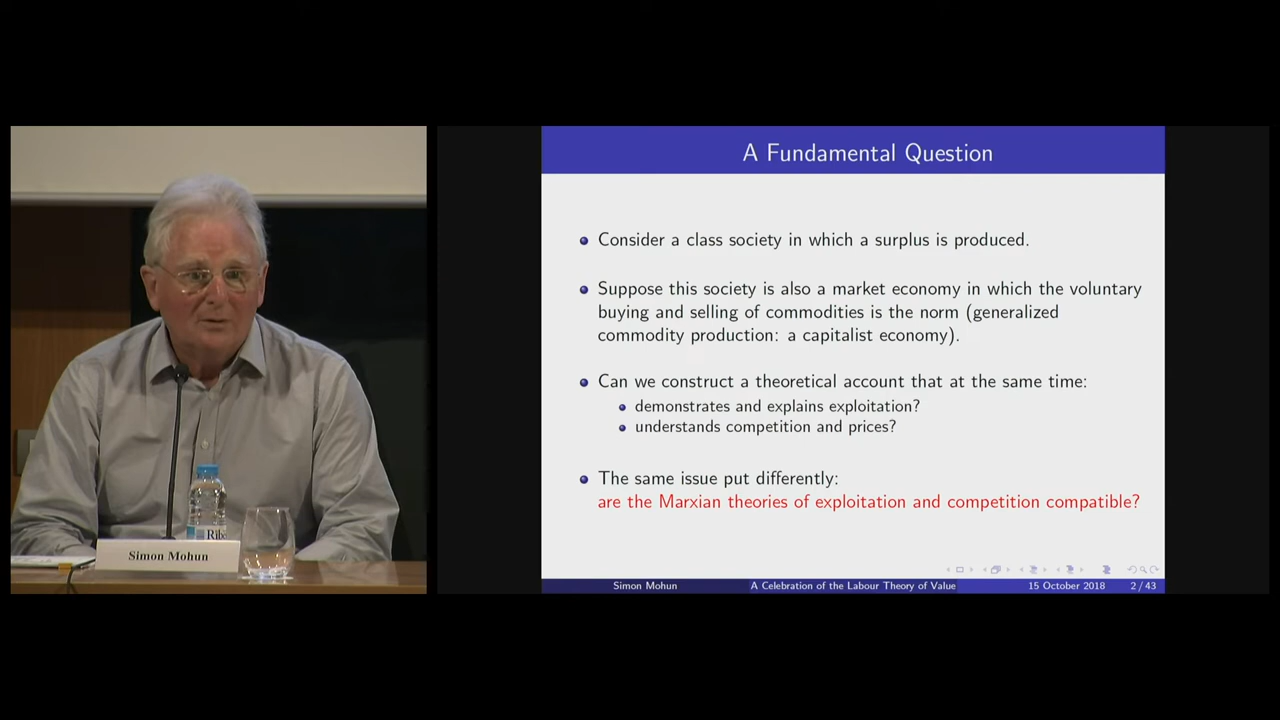 A Fundamental Question
Consider a class society in which a surplus is produced.
Suppose this society is also a market economy in which the voluntary
buying and selling of commodities is the norm (generalized
commodity production: a capitalist economy).
Can we construct a theoretical account that at the same time:
demonstrates and explains exploitation?
understands competition and prices?
The same issue put differently:
are the Marxian theories of exploitation and competition compatible?
Simon Mohun
A Celebration of the Labour Theory of Value
15 October 2018
2 / 43
Simon Mohun